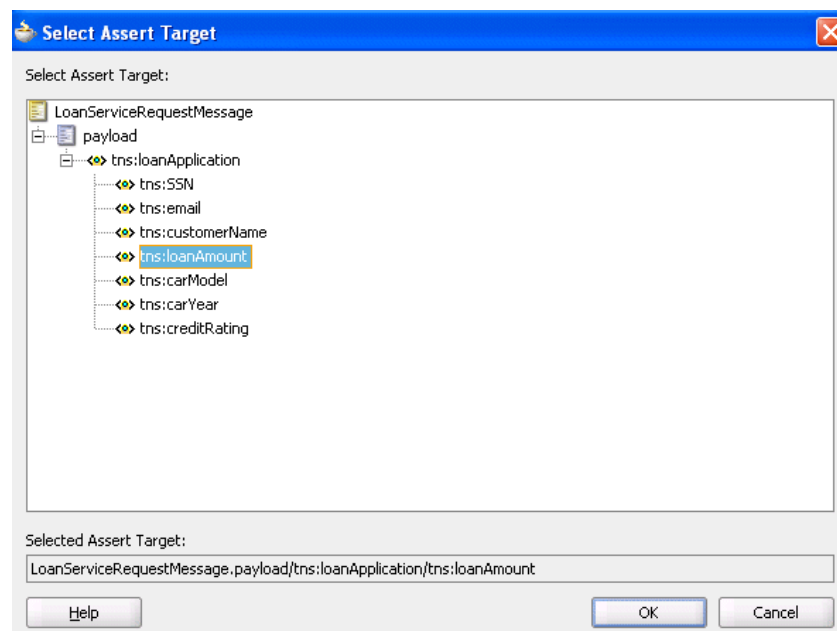 Select Assert Target
Select Assert Target:
LoanServiceRequestMessage
payload
tns:loanApplication
tns:SSN
tns:email
tns:customerName
tns:loanAmount
tns:carModel
tns:carYear
tns:creditRating
Selected Assert Target:
LoanServiceRequestMessage.payload/tns:loanApplication/tns:loanAmount
Help OK Cancel